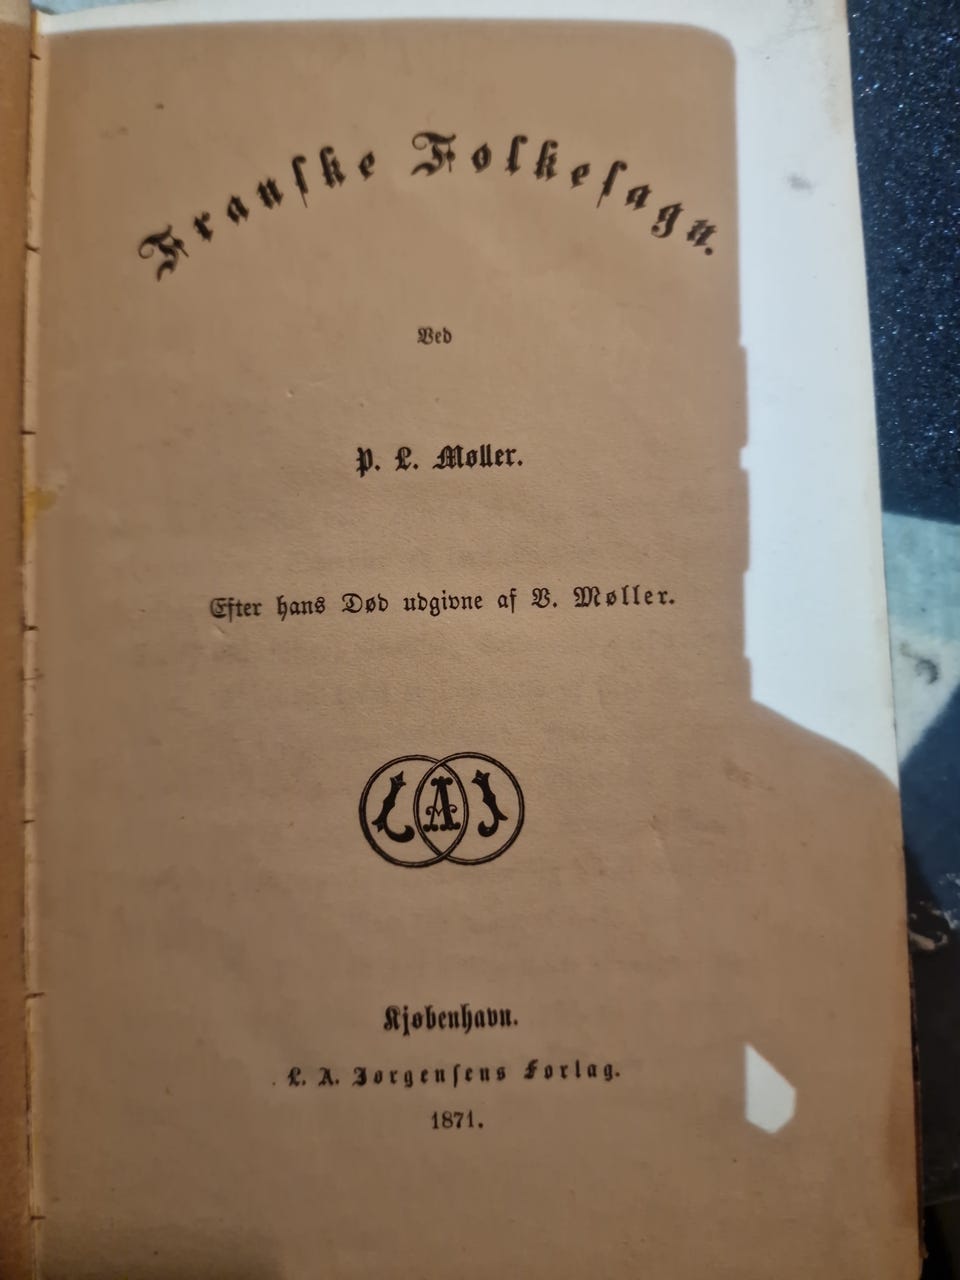 Franſke Folkeſagn.
Ved
P. L. Møller.
Efter hans Død udgivne af V. Møller.
LAJ
Kjøbenhavn.
L. A. Jørgenſens Forlag.
1871.